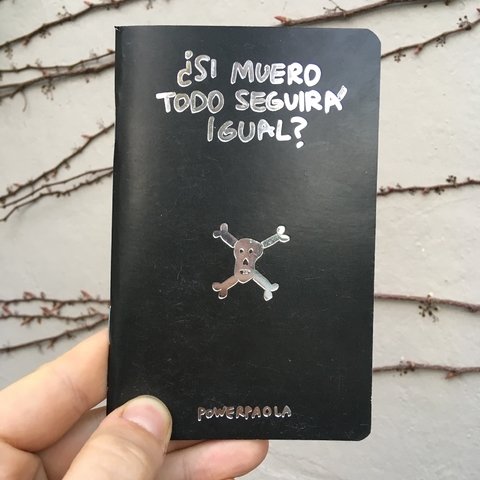 ¿SI MUERO
TODO SEGUIRÁ
IGUAL?
POWERPAOLA